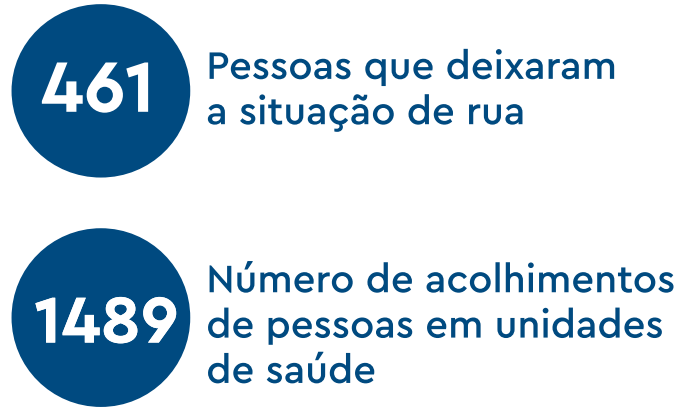 461
Pessoas que deixaram
a situação de rua
1489
Número de acolhimentos
de pessoas em unidades
de saúde